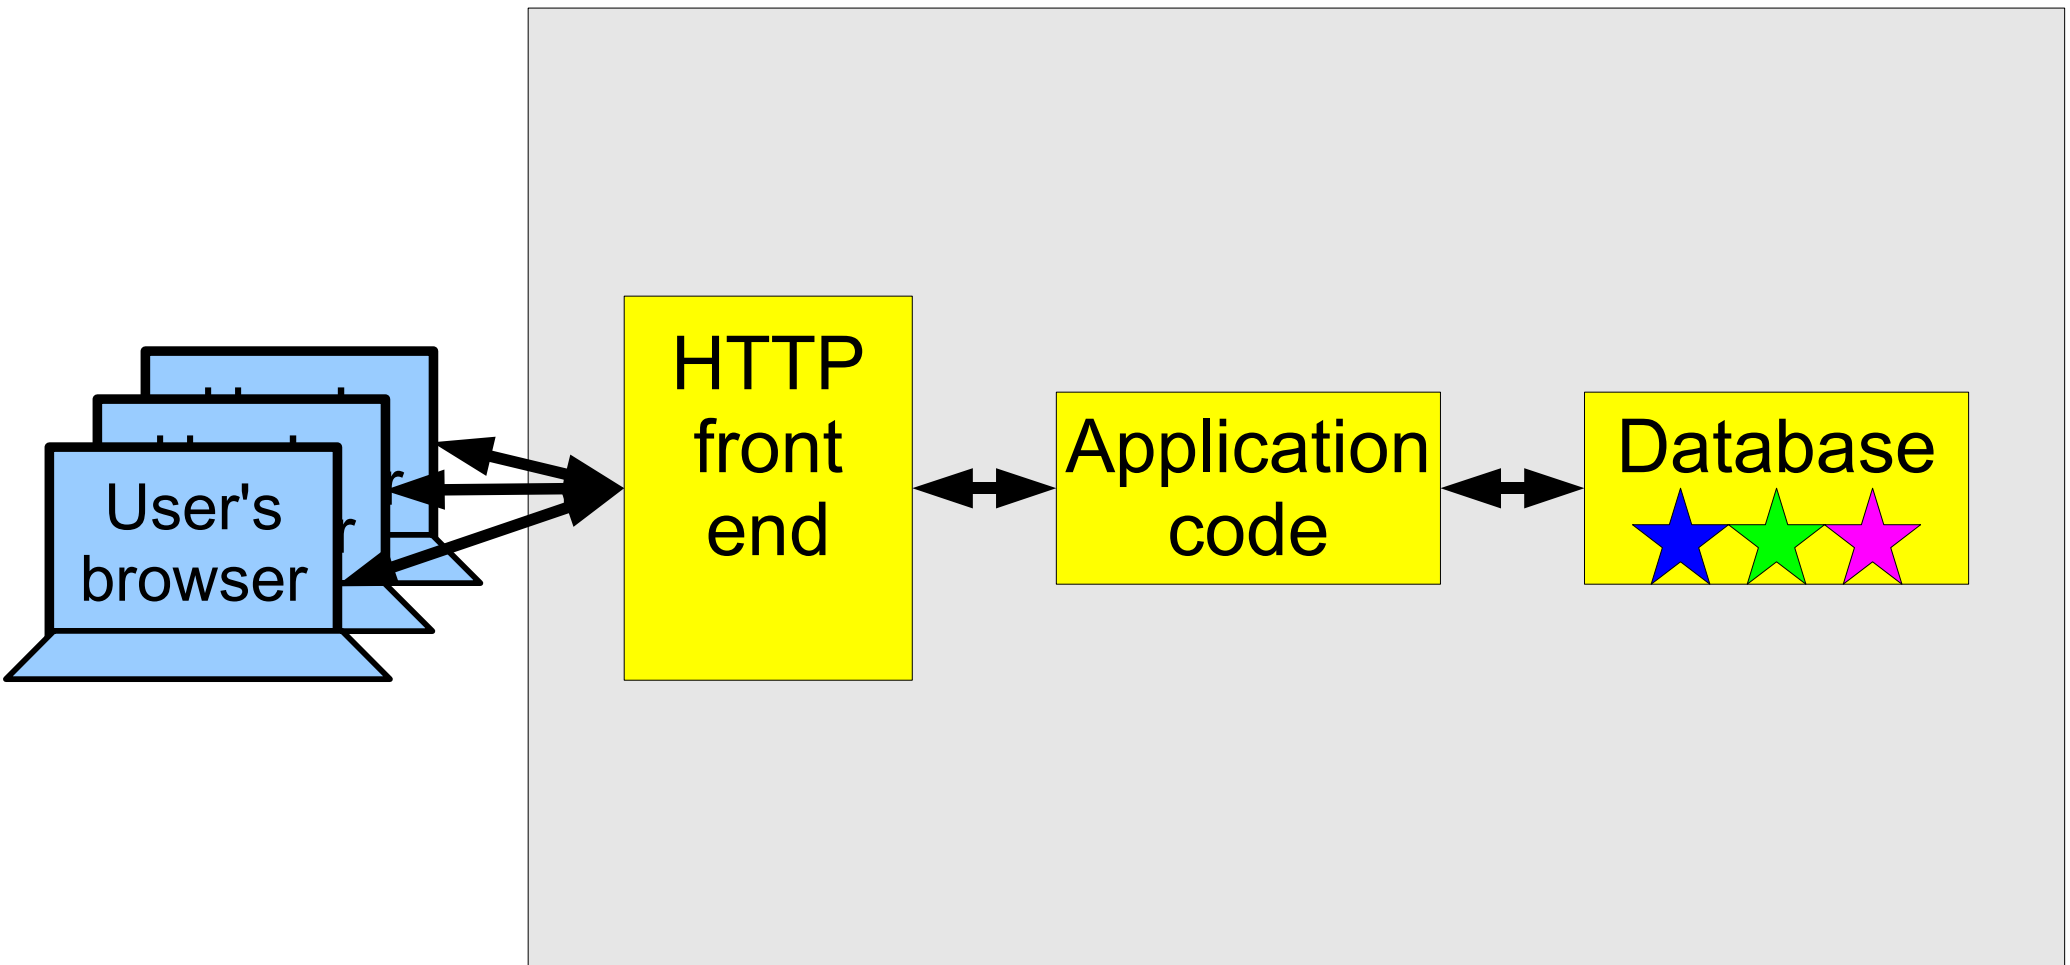 User's
browser
HTTP
front
end
Application
code
Database